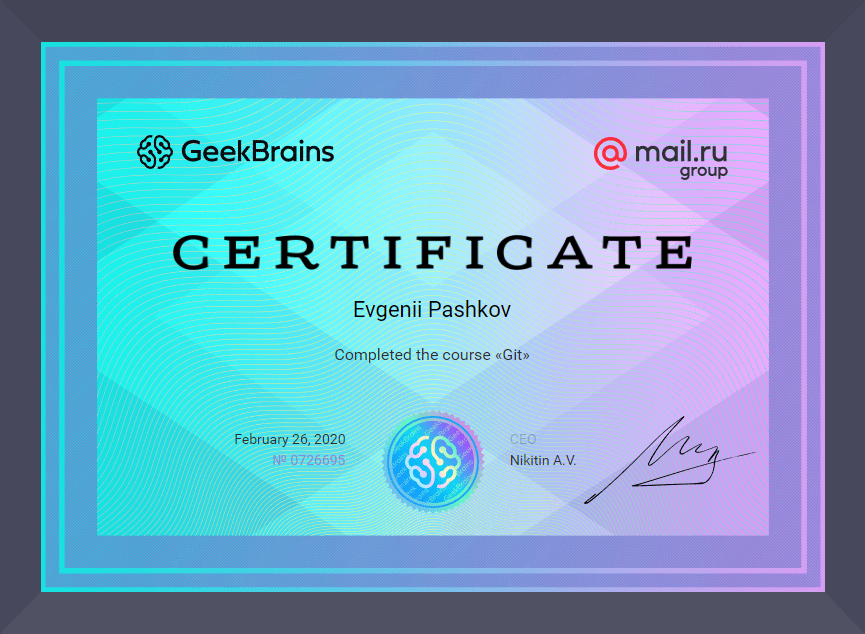 GeekBrains
mail.ru
group
CERTIFICATE
Evgenii Pashkov
Completed the course «Git»
February 26, 2020
№ 0726695
CEO
Nikitin A.V.